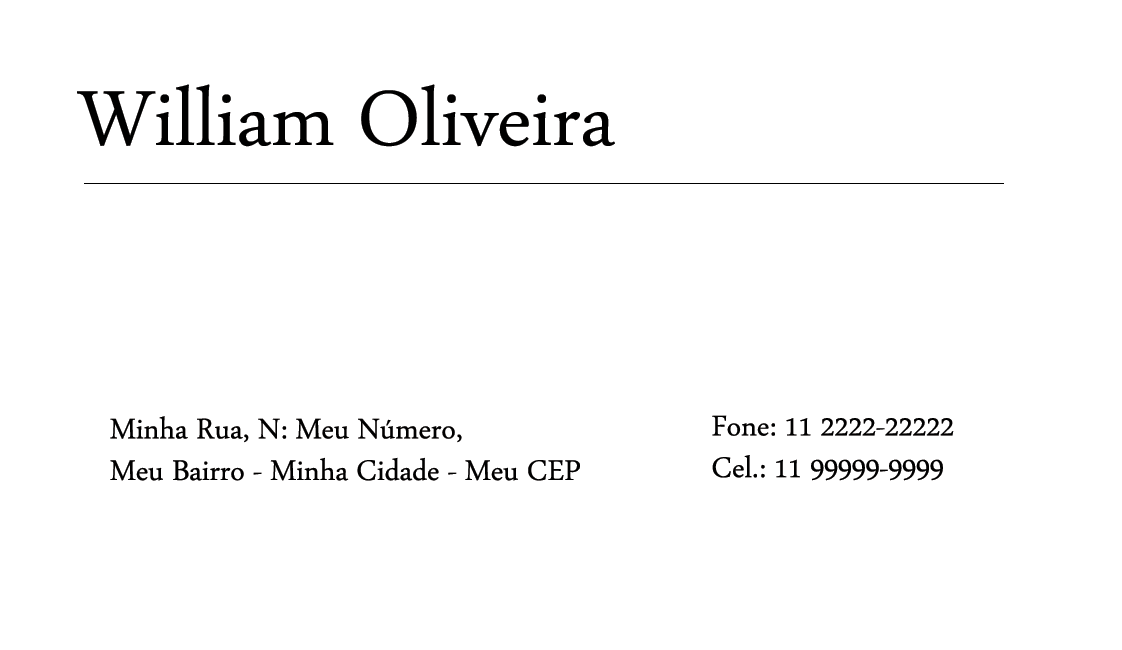 William Oliveira
Minha Rua, N: Meu Número,
Meu Bairro - Minha Cidade - Meu CEP
Fone: 11 2222-22222
Cel.: 11 99999-9999